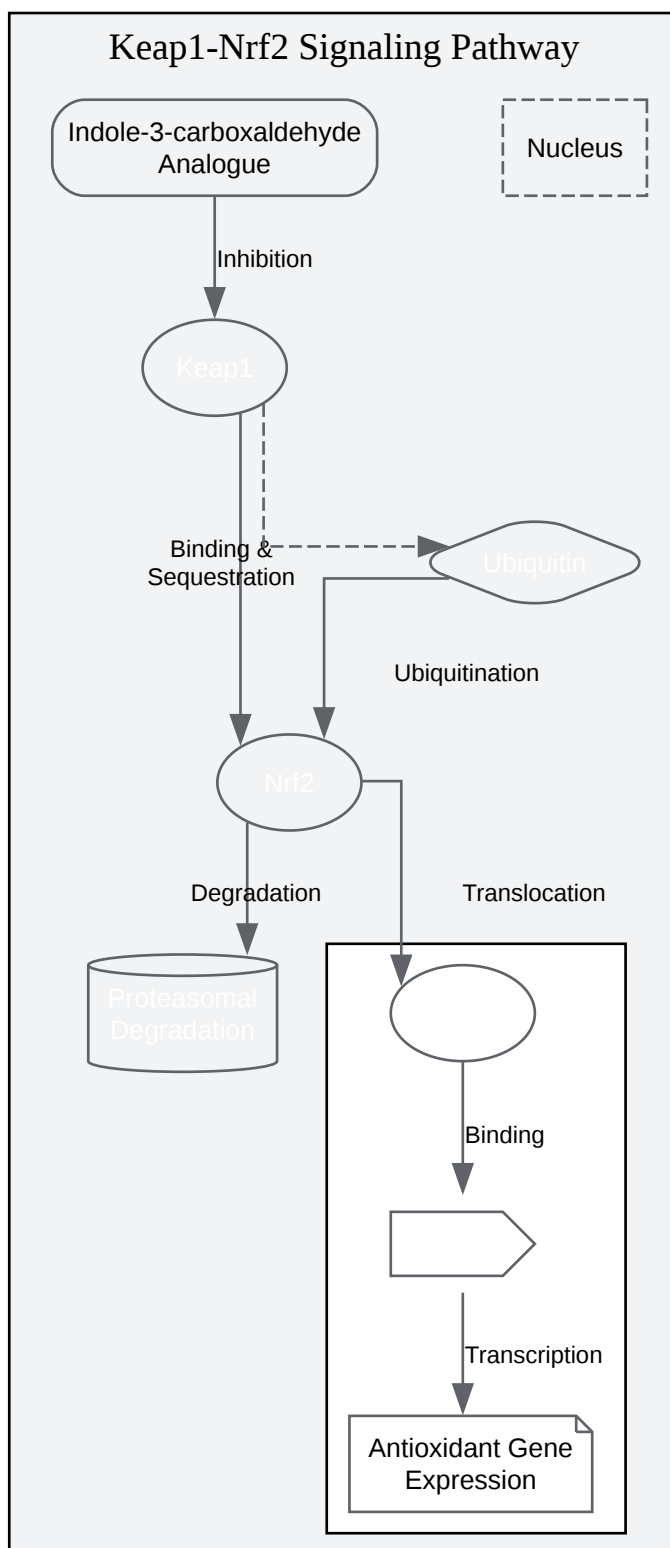 Keap1-Nrf2 Signaling Pathway
Indole-3-carboxaldehyde
Analogue
Nucleus
Inhibition
Keap1
Binding &
Sequestration
Ubiquitin
Ubiquitination
Nrf2
Degradation
Translocation
Proteasomal
Degradation
Binding
Transcription
Antioxidant Gene
Expression